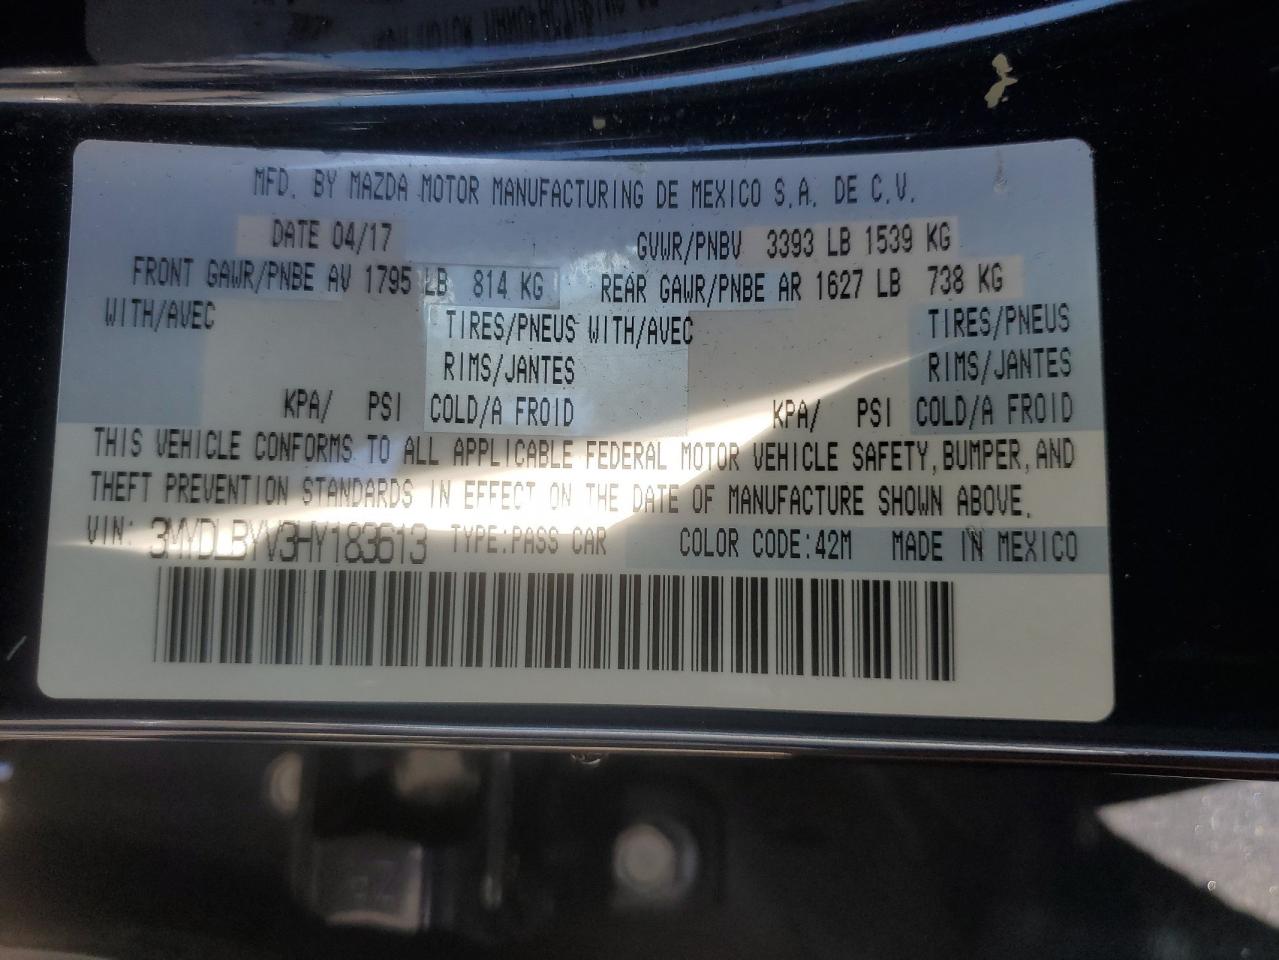 MFD. BY MAZDA MOTOR MANUFACTURING DE MEXICO S.A. DE C.V.
DATE 04/17 GVWR/PNBV 3393 LB 1539 KG
FRONT GAWR/PNBE AV 1795 LB 814 KG REAR GAWR/PNBE AR 1627 LB 738 KG
WITH/AVEC TIRES/PNEUS WITH/AVEC TIRES/PNEUS
RIMS/JANTES RIMS/JANTES
KPA/ PSI COLD/A FROID KPA/ PSI COLD/A FROID
THIS VEHICLE CONFORMS TO ALL APPLICABLE FEDERAL MOTOR VEHICLE SAFETY, BUMPER, AND
THEFT PREVENTION STANDARDS IN EFFECT ON THE DATE OF MANUFACTURE SHOWN ABOVE.
VIN: 3MYDLBYV3HY183613 TYPE:PASS CAR COLOR CODE:42M MADE IN MEXICO